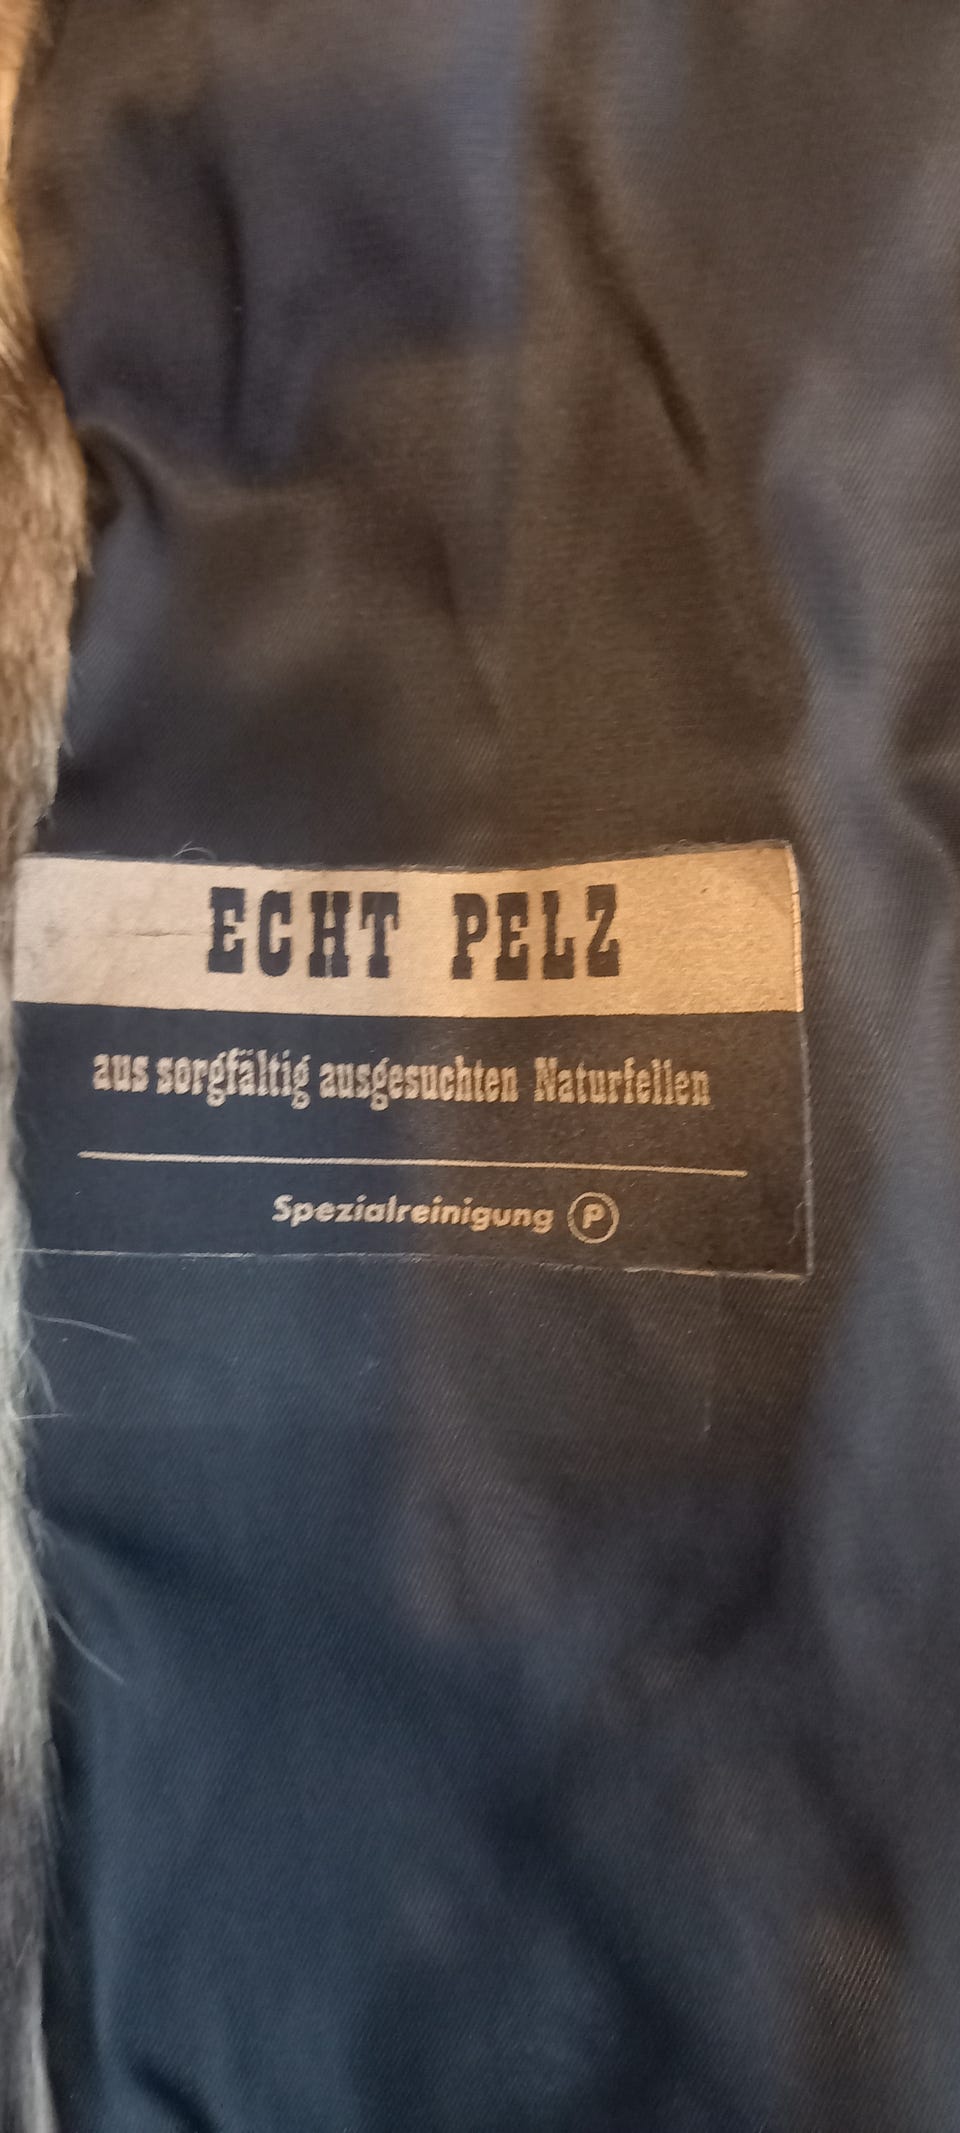 ECHT PELZ
aus sorgfältig ausgesuchten Naturfellen
Spezialreinigung Ⓟ